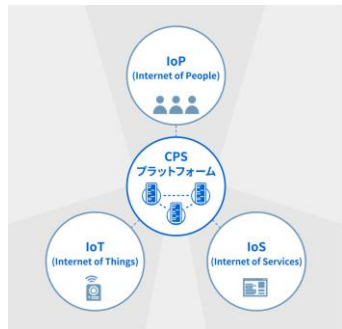 IoP
(Internet of People)
CPS
プラットフォーム
IoT
(Internet of Things)
IoS
(Internet of Services)